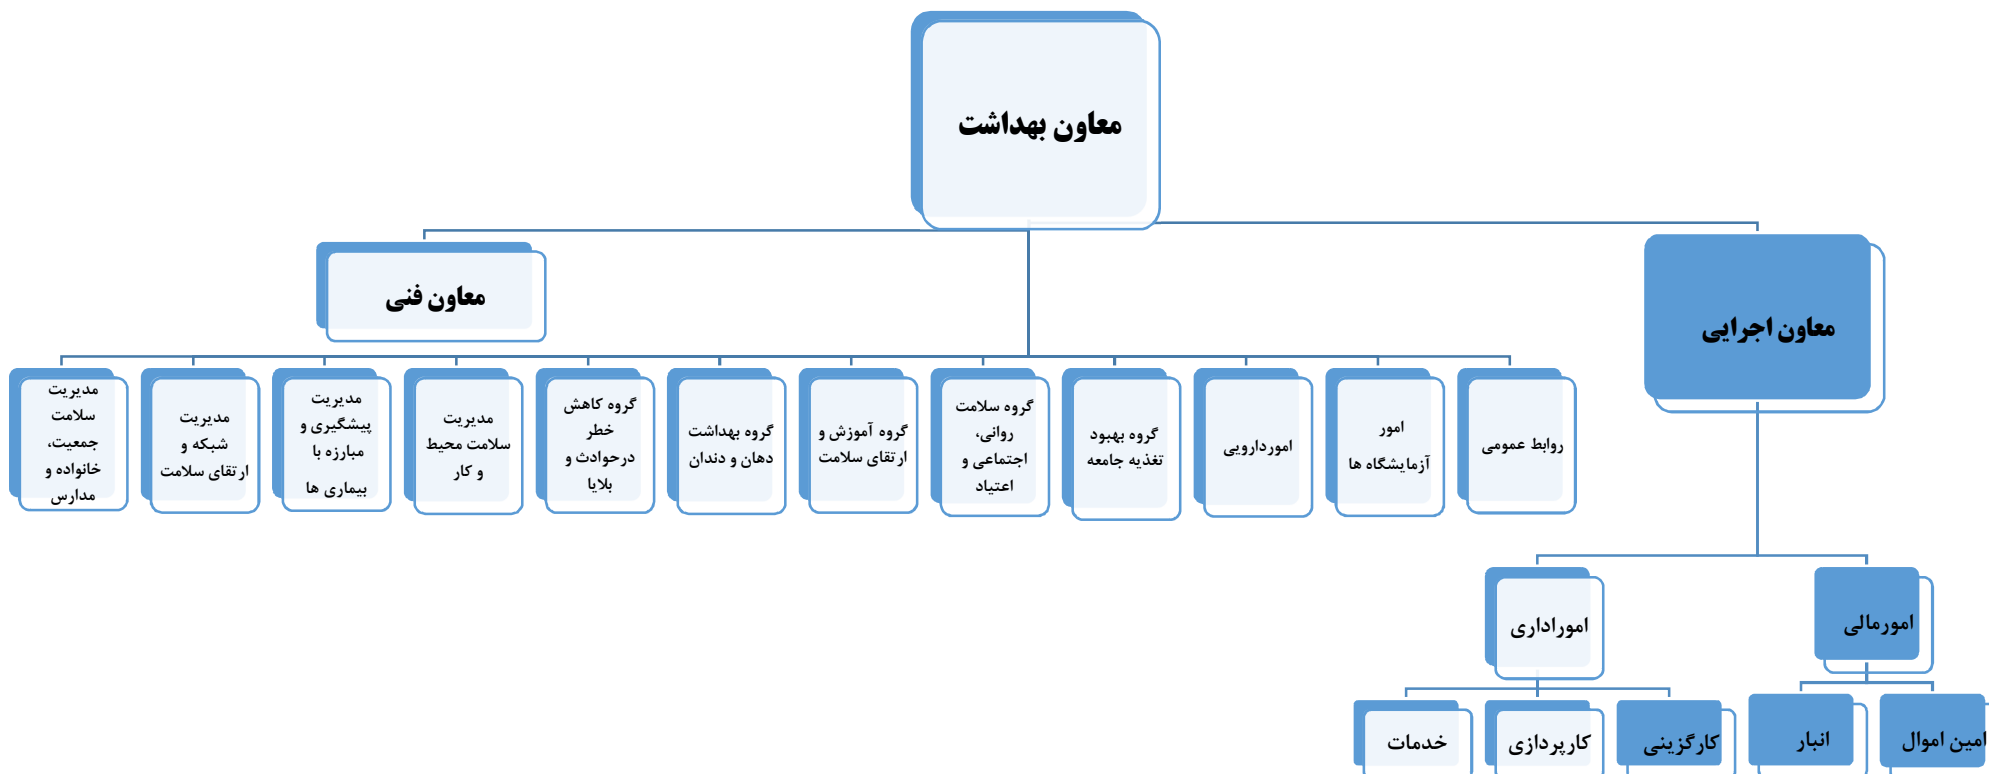 معاون بهداشت
معاون اجرایی
معاون فنی
روابط عمومی
امور
آزمایشگاه ها
اموردارویی
گروه بهبود
تغذیه جامعه
گروه سلامت
روانی،
اجتماعی و
اعتیاد
گروه آموزش و
ارتقای سلامت
گروه بهداشت
دهان و دندان
گروه کاهش
خطر
درحوادث و
بلایا
مدیریت
سلامت محیط
و کار
مدیریت
پیشگیری و
مبارزه با
بیماری ها
مدیریت
شبکه و
ارتقای سلامت
مدیریت
سلامت
جمعیت،
خانواده و
مدارس
امورمالی
اموراداری
امین اموال
انبار
کارگزینی
کارپردازی
خدمات